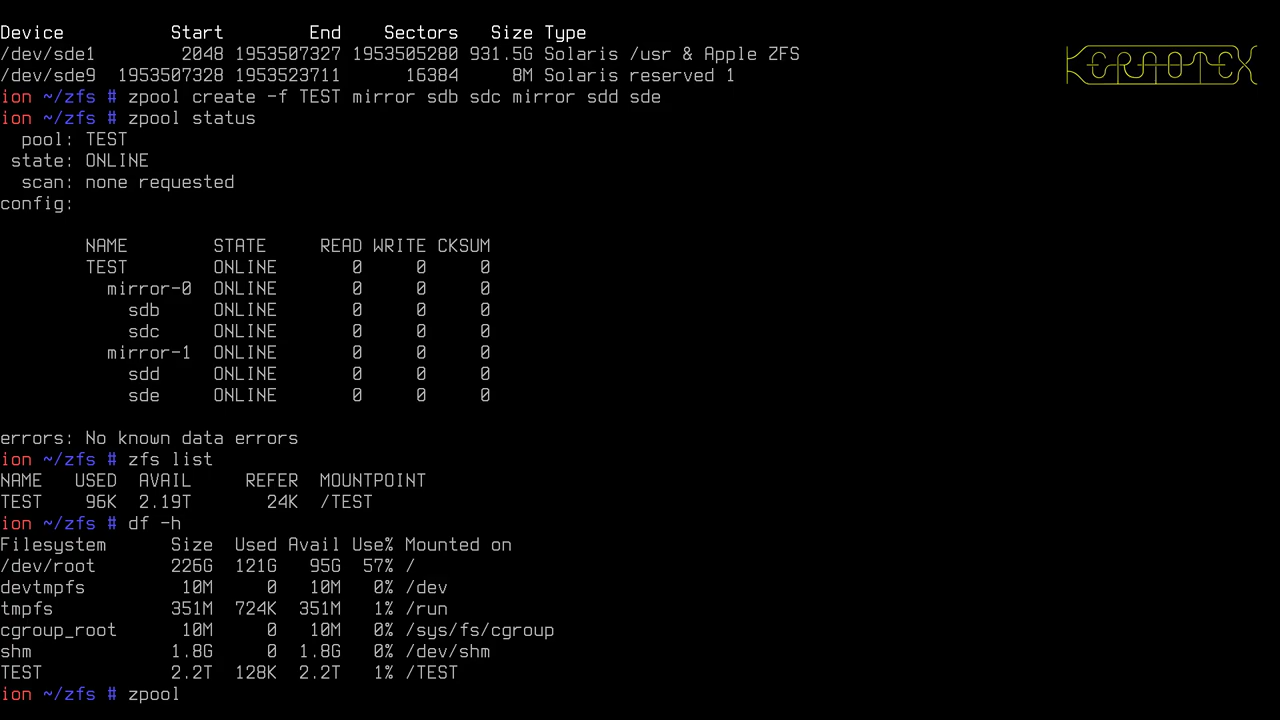 Device          Start        End    Sectors   Size Type
KERNOTEX
/dev/sde1        2048 1953507327 1953505280 931.5G Solaris /usr & Apple ZFS
/dev/sde9  1953507328 1953523711      16384     8M Solaris reserved 1
ion ~/zfs # zpool create -f TEST mirror sdb sdc mirror sdd sde
ion ~/zfs # zpool status
  pool: TEST
 state: ONLINE
  scan: none requested
config:
        NAME        STATE     READ WRITE CKSUM
        TEST        ONLINE       0     0     0
          mirror-0  ONLINE       0     0     0
            sdb     ONLINE       0     0     0
            sdc     ONLINE       0     0     0
          mirror-1  ONLINE       0     0     0
            sdd     ONLINE       0     0     0
            sde     ONLINE       0     0     0
errors: No known data errors
ion ~/zfs # zfs list
NAME   USED  AVAIL     REFER  MOUNTPOINT
TEST    96K  2.19T       24K  /TEST
ion ~/zfs # df -h
Filesystem      Size  Used Avail Use% Mounted on
/dev/root       226G  121G   95G  57% /
devtmpfs         10M     0   10M   0% /dev
tmpfs           351M  724K  351M   1% /run
cgroup_root      10M     0   10M   0% /sys/fs/cgroup
shm             1.8G     0  1.8G   0% /dev/shm
TEST            2.2T  128K  2.2T   1% /TEST
ion ~/zfs # zpool